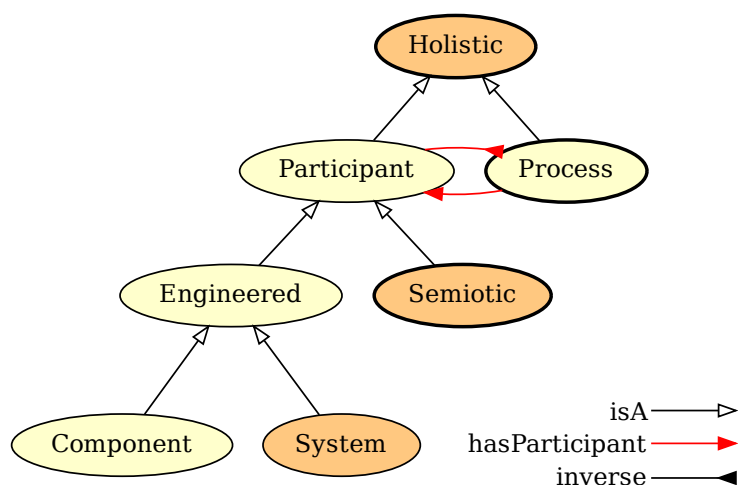 Holistic
Participant
Process
Engineered
Semiotic
Component
System
isA
hasParticipant
inverse